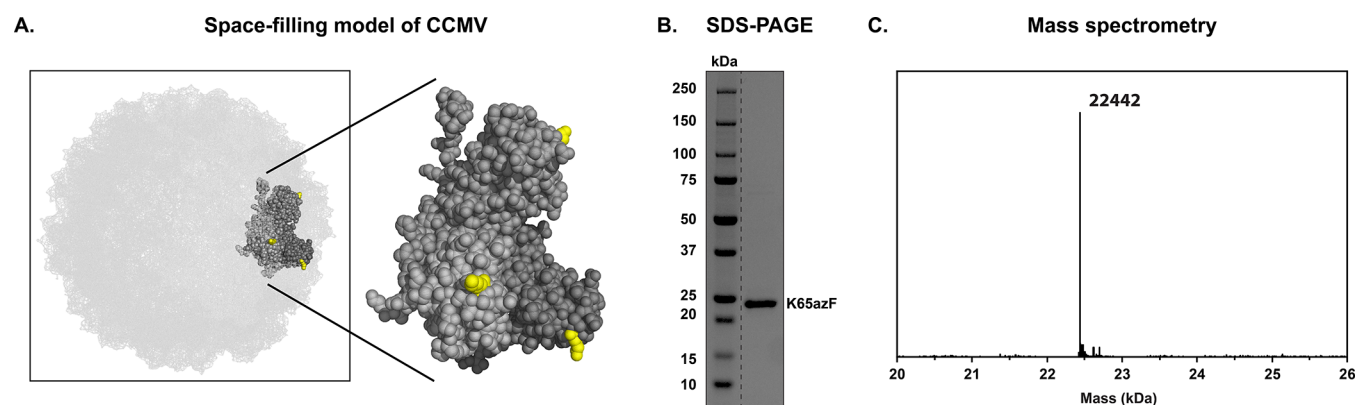 A. Space-filling model of CCMV
B. SDS-PAGE
kDa
250
150
100
75
50
37
25
20
15
10
K65azF
C. Mass spectrometry
22442
20 21 22 23 24 25 26
Mass (kDa)